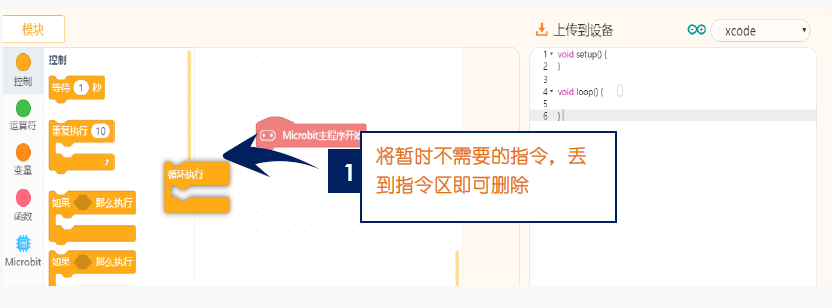 模块
上传到设备
xcode
控制
运算符
变量
函数
Microbit
控制
等待 1 秒
重复执行 10
如果 那么执行
如果 那么执行
循环执行
Microbit主程序开始
1
将暂时不需要的指令，丢
到指令区即可删除
1 void setup() {
2 }
3
4 void loop() {
5
6 }